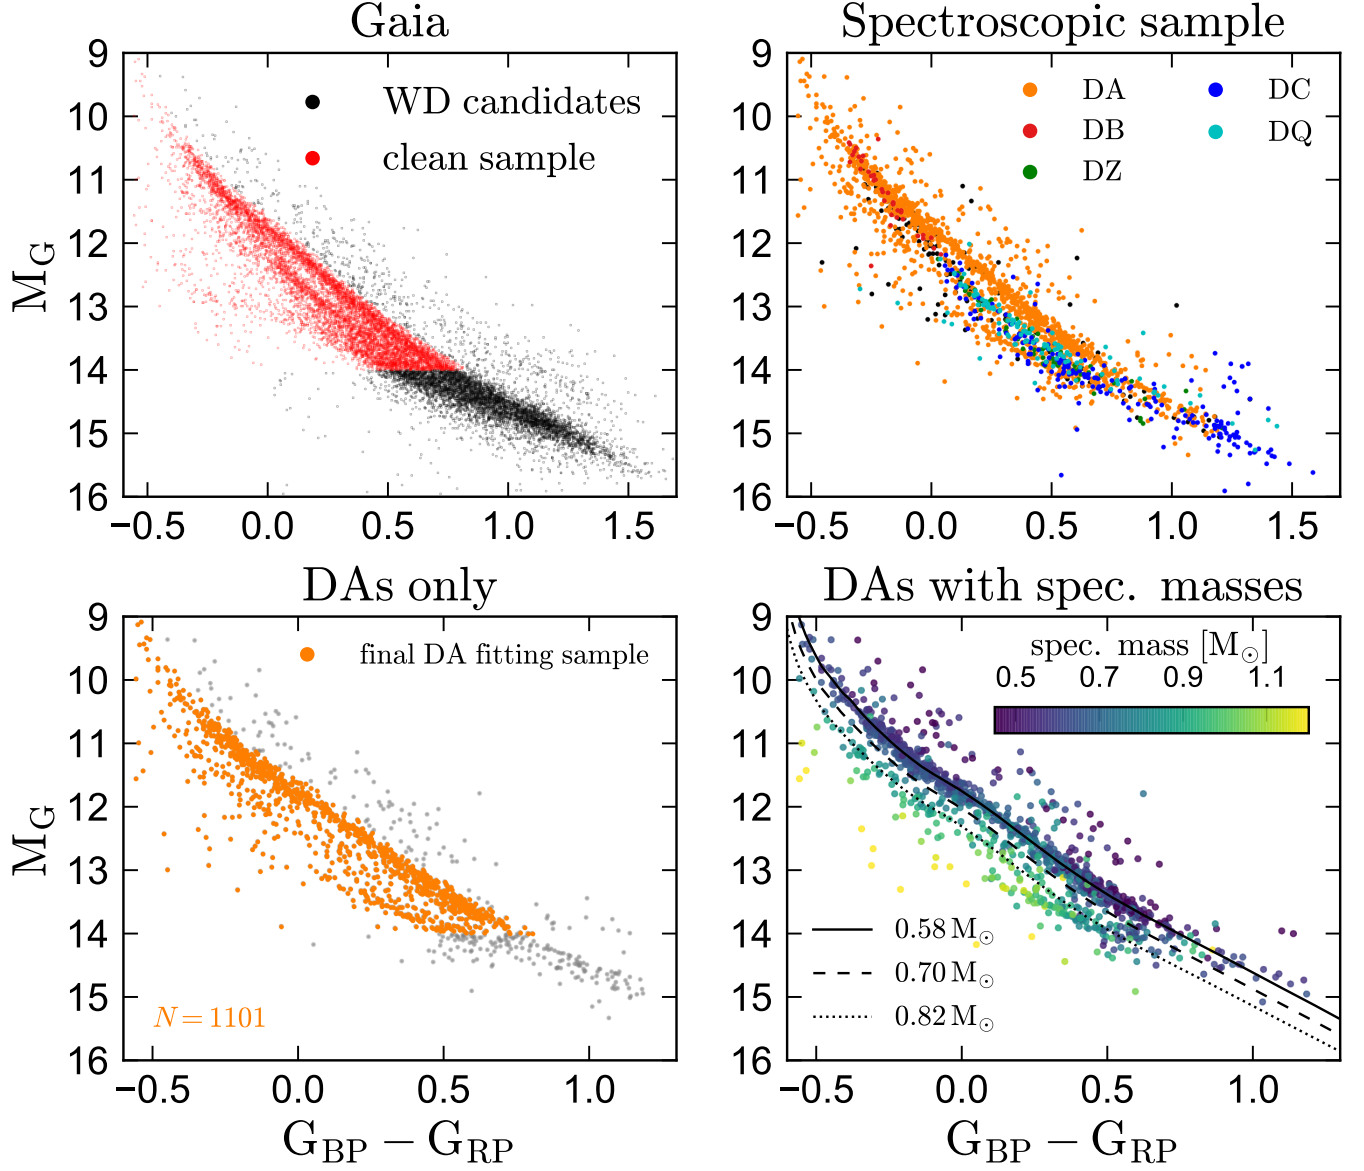 Gaia
9
10
11
12
13
14
15
16
M_G
WD candidates
clean sample
−0.5 0.0 0.5 1.0 1.5
Spectroscopic sample
9
10
11
12
13
14
15
16
DA DC
DB DQ
DZ
−0.5 0.0 0.5 1.0 1.5
DAs only
9
10
11
12
13
14
15
16
M_G
final DA fitting sample
N = 1101
−0.5 0.0 0.5 1.0
G_BP − G_RP
DAs with spec. masses
9
10
11
12
13
14
15
16
spec. mass [M_⊙]
0.5 0.7 0.9 1.1
0.58 M_⊙
0.70 M_⊙
0.82 M_⊙
−0.5 0.0 0.5 1.0
G_BP − G_RP